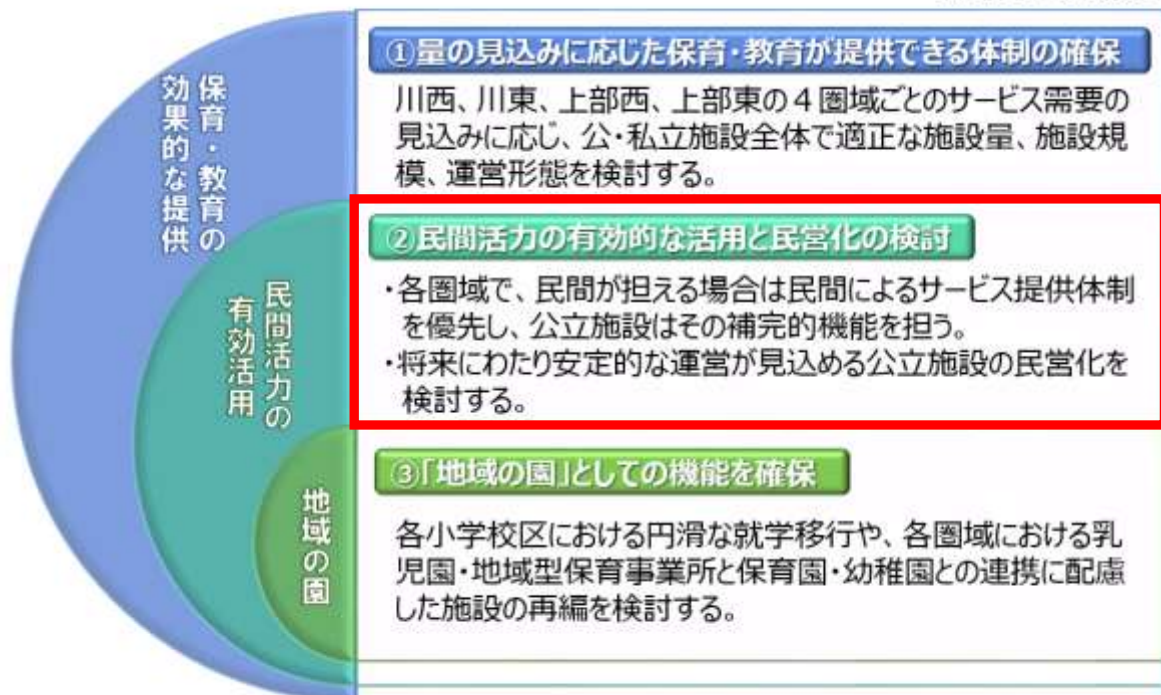 保育・教育の
効果的な提供
民間活力の
有効活用
地域の園
①量の見込みに応じた保育・教育が提供できる体制の確保
川西、川東、上部西、上部東の4圏域ごとのサービス需要の
見込みに応じ、公・私立施設全体で適正な施設量、施設規
模、運営形態を検討する。
②民間活力の有効的な活用と民営化の検討
・各圏域で、民間が担える場合は民間によるサービス提供体制
を優先し、公立施設はその補完的機能を担う。
・将来にわたり安定的な運営が見込める公立施設の民営化を
検討する。
③「地域の園」としての機能を確保
各小学校区における円滑な就学移行や、各圏域における乳
児園・地域型保育事業所と保育園・幼稚園との連携に配慮
した施設の再編を検討する。